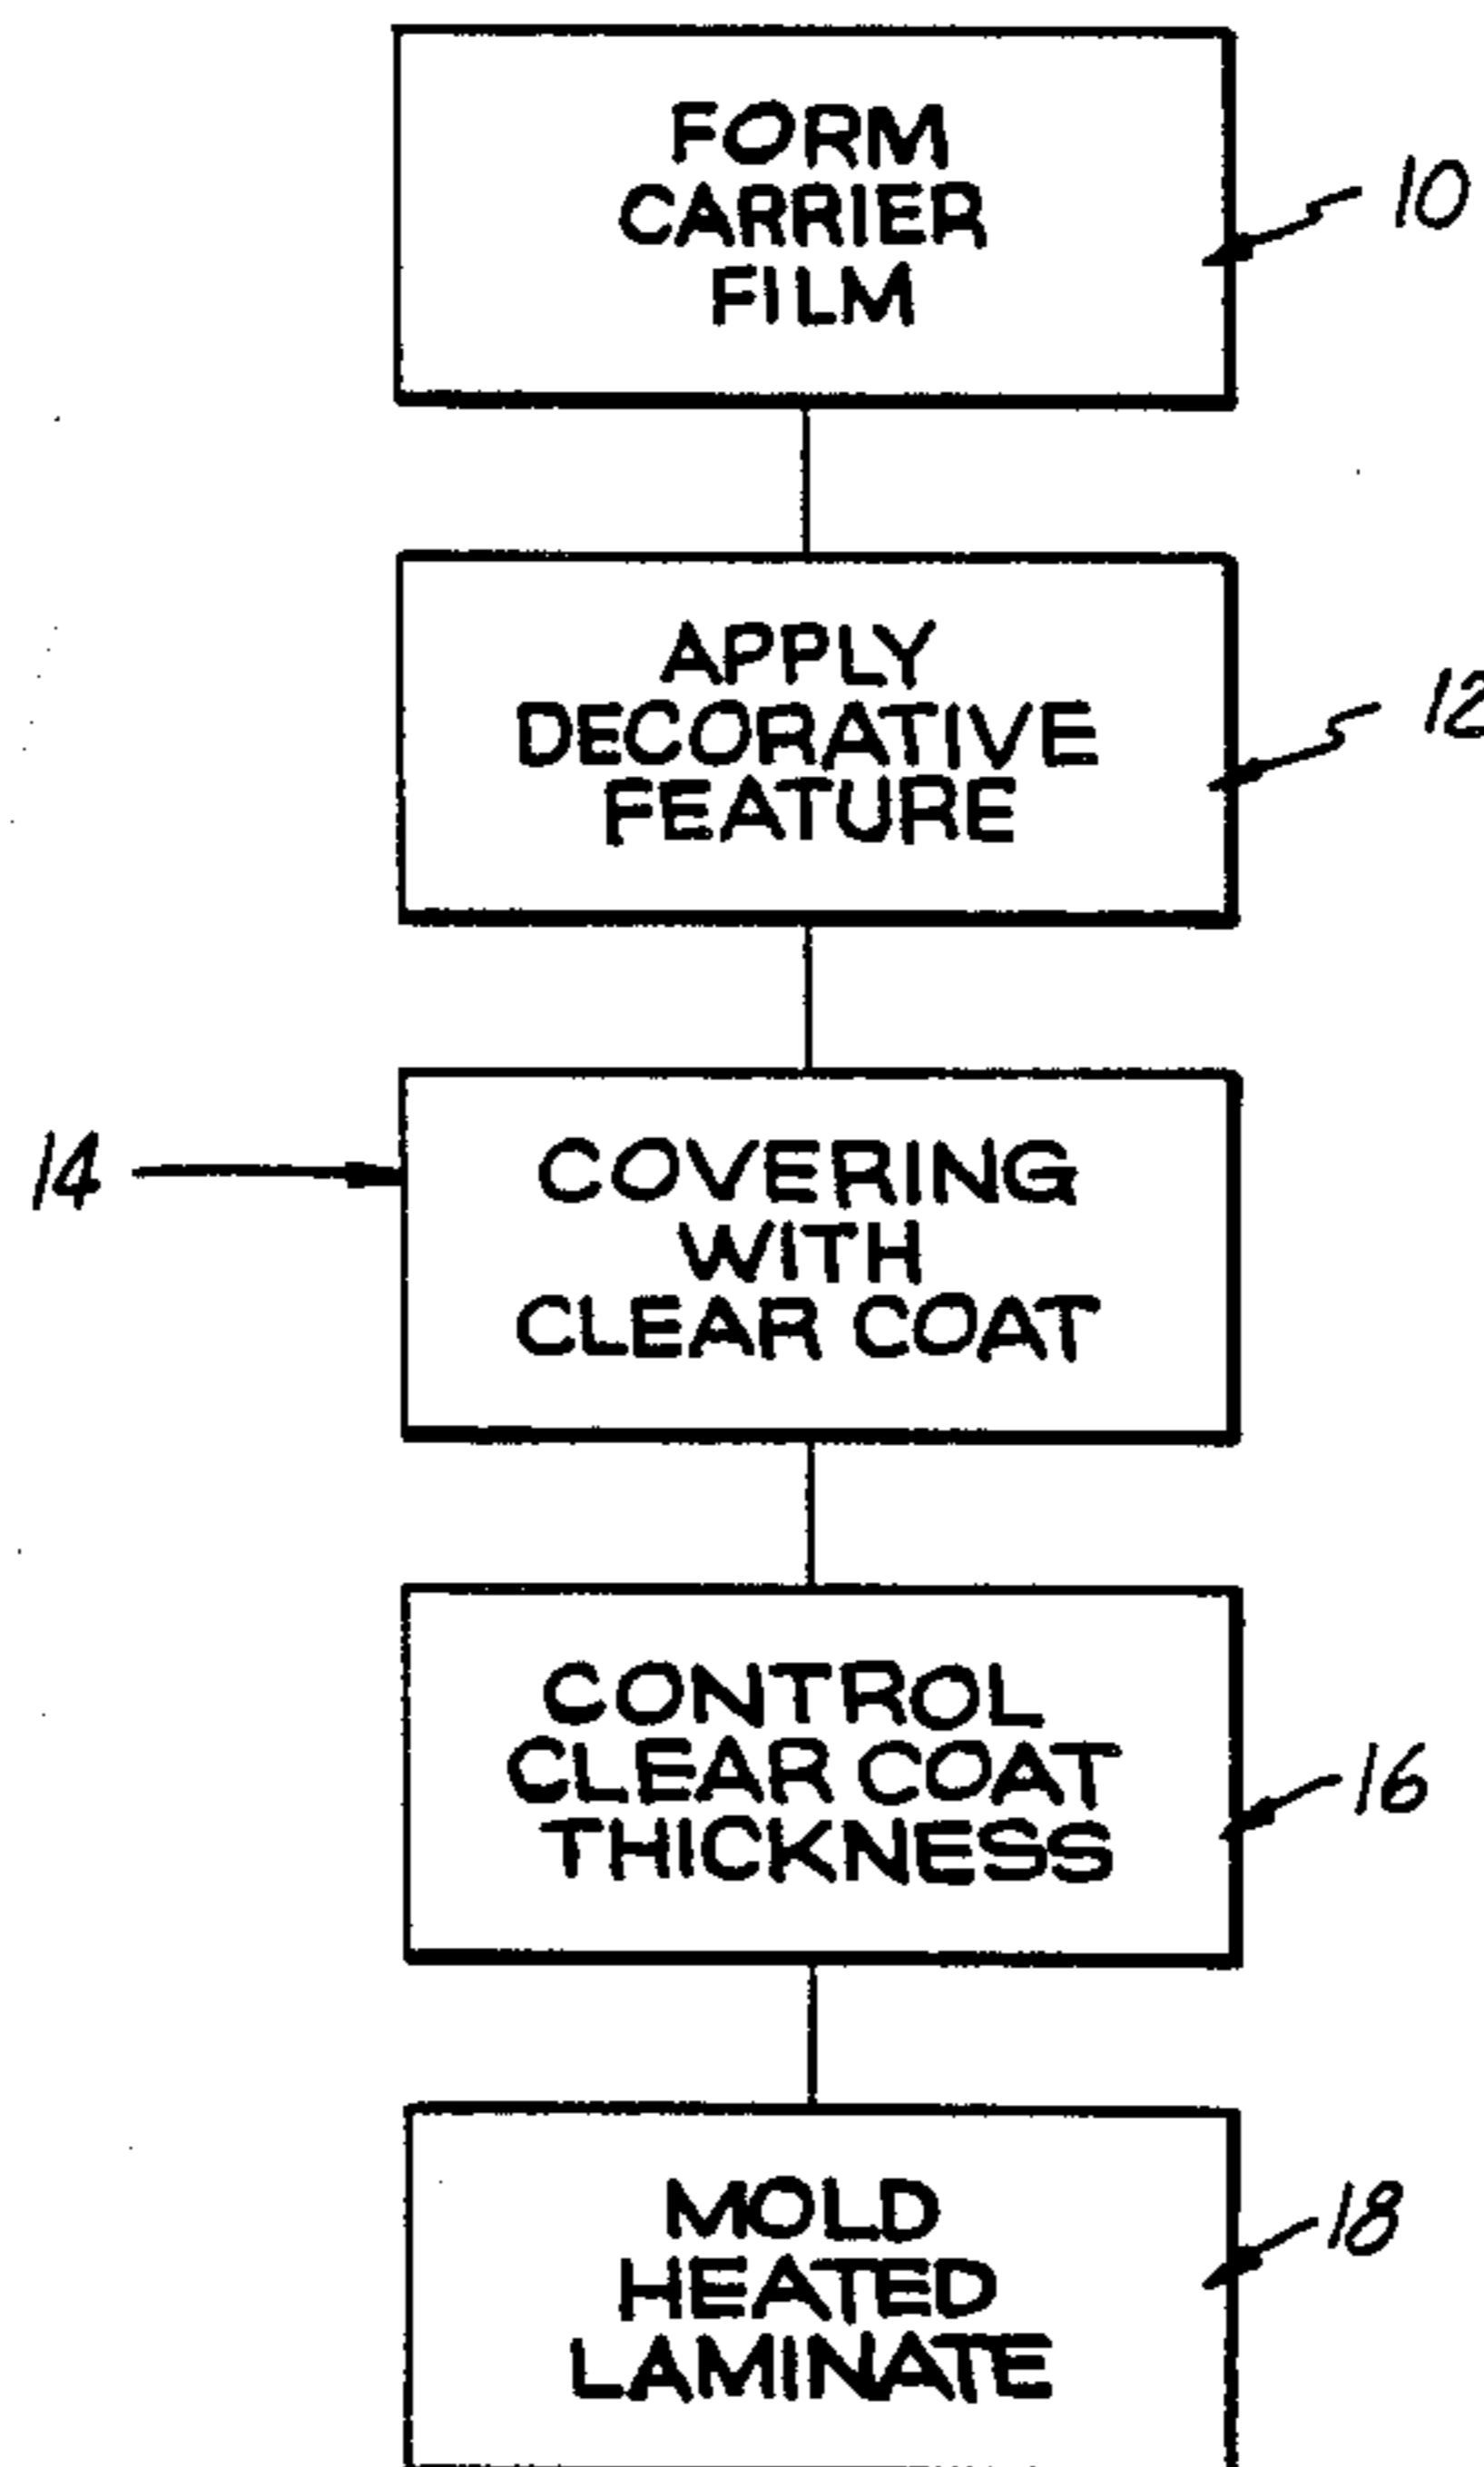 FORM
CARRIER
FILM
10
APPLY
DECORATIVE
FEATURE
12
14
COVERING
WITH
CLEAR COAT
CONTROL
CLEAR COAT
THICKNESS
16
MOLD
HEATED
LAMINATE
18